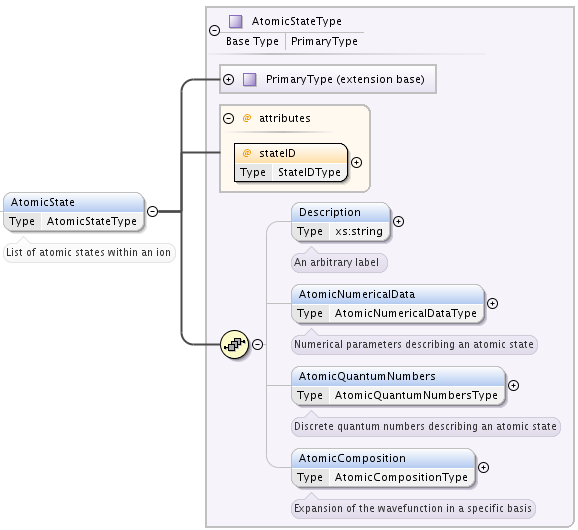 AtomicStateType
Base Type PrimaryType
PrimaryType (extension base)
@ attributes
@ stateID
Type StateIDType
AtomicState
Type AtomicStateType
List of atomic states within an ion
Description
Type xs:string
An arbitrary label
AtomicNumericalData
Type AtomicNumericalDataType
Numerical parameters describing an atomic state
AtomicQuantumNumbers
Type AtomicQuantumNumbersType
Discrete quantum numbers describing an atomic state
AtomicComposition
Type AtomicCompositionType
Expansion of the wavefunction in a specific basis